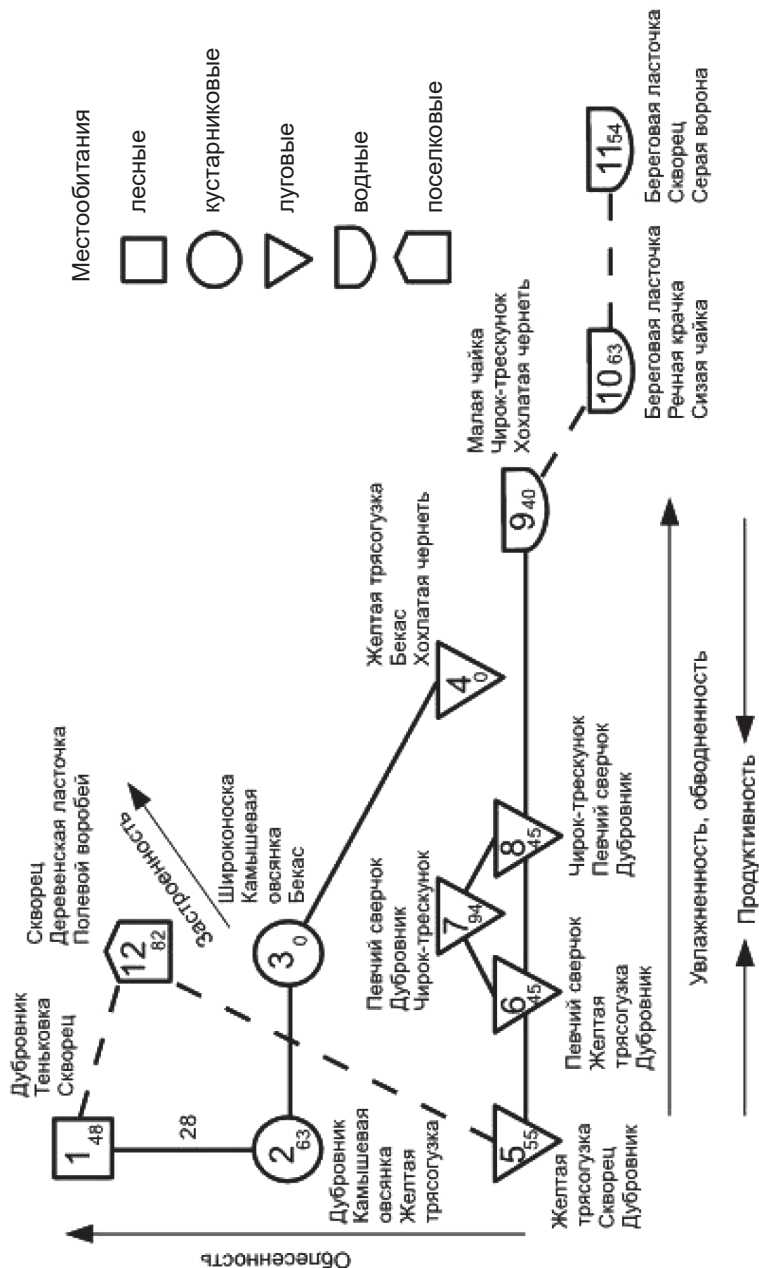 Местообитания
лесные
кустарниковые
луговые
водные
поселковые
Облесенность
Дубровник
Теньковка
Скворец
1 48
28
Скворец
Деревенская ласточка
Полевой воробей
12 82
Застроенность
2 63
Дубровник
Камышевая
овсянка
Желтая
трясогузка
Широконоска
Камышевая
овсянка
Бекас
3 0
Желтая трясогузка
Бекас
Хохлатая чернеть
4 0
5 55
Желтая
трясогузка
Скворец
Дубровник
6 45
Певчий сверчок
Желтая
трясогузка
Дубровник
Певчий сверчок
Дубровник
Чирок-трескунок
7 94
8 45
Чирок-трескунок
Певчий сверчок
Дубровник
Малая чайка
Чирок-трескунок
Хохлатая чернеть
9 40
10 63
Береговая ласточка
Речная крачка
Сизая чайка
11 54
Береговая ласточка
Скворец
Серая ворона
Увлажненность, обводненность
Продуктивность